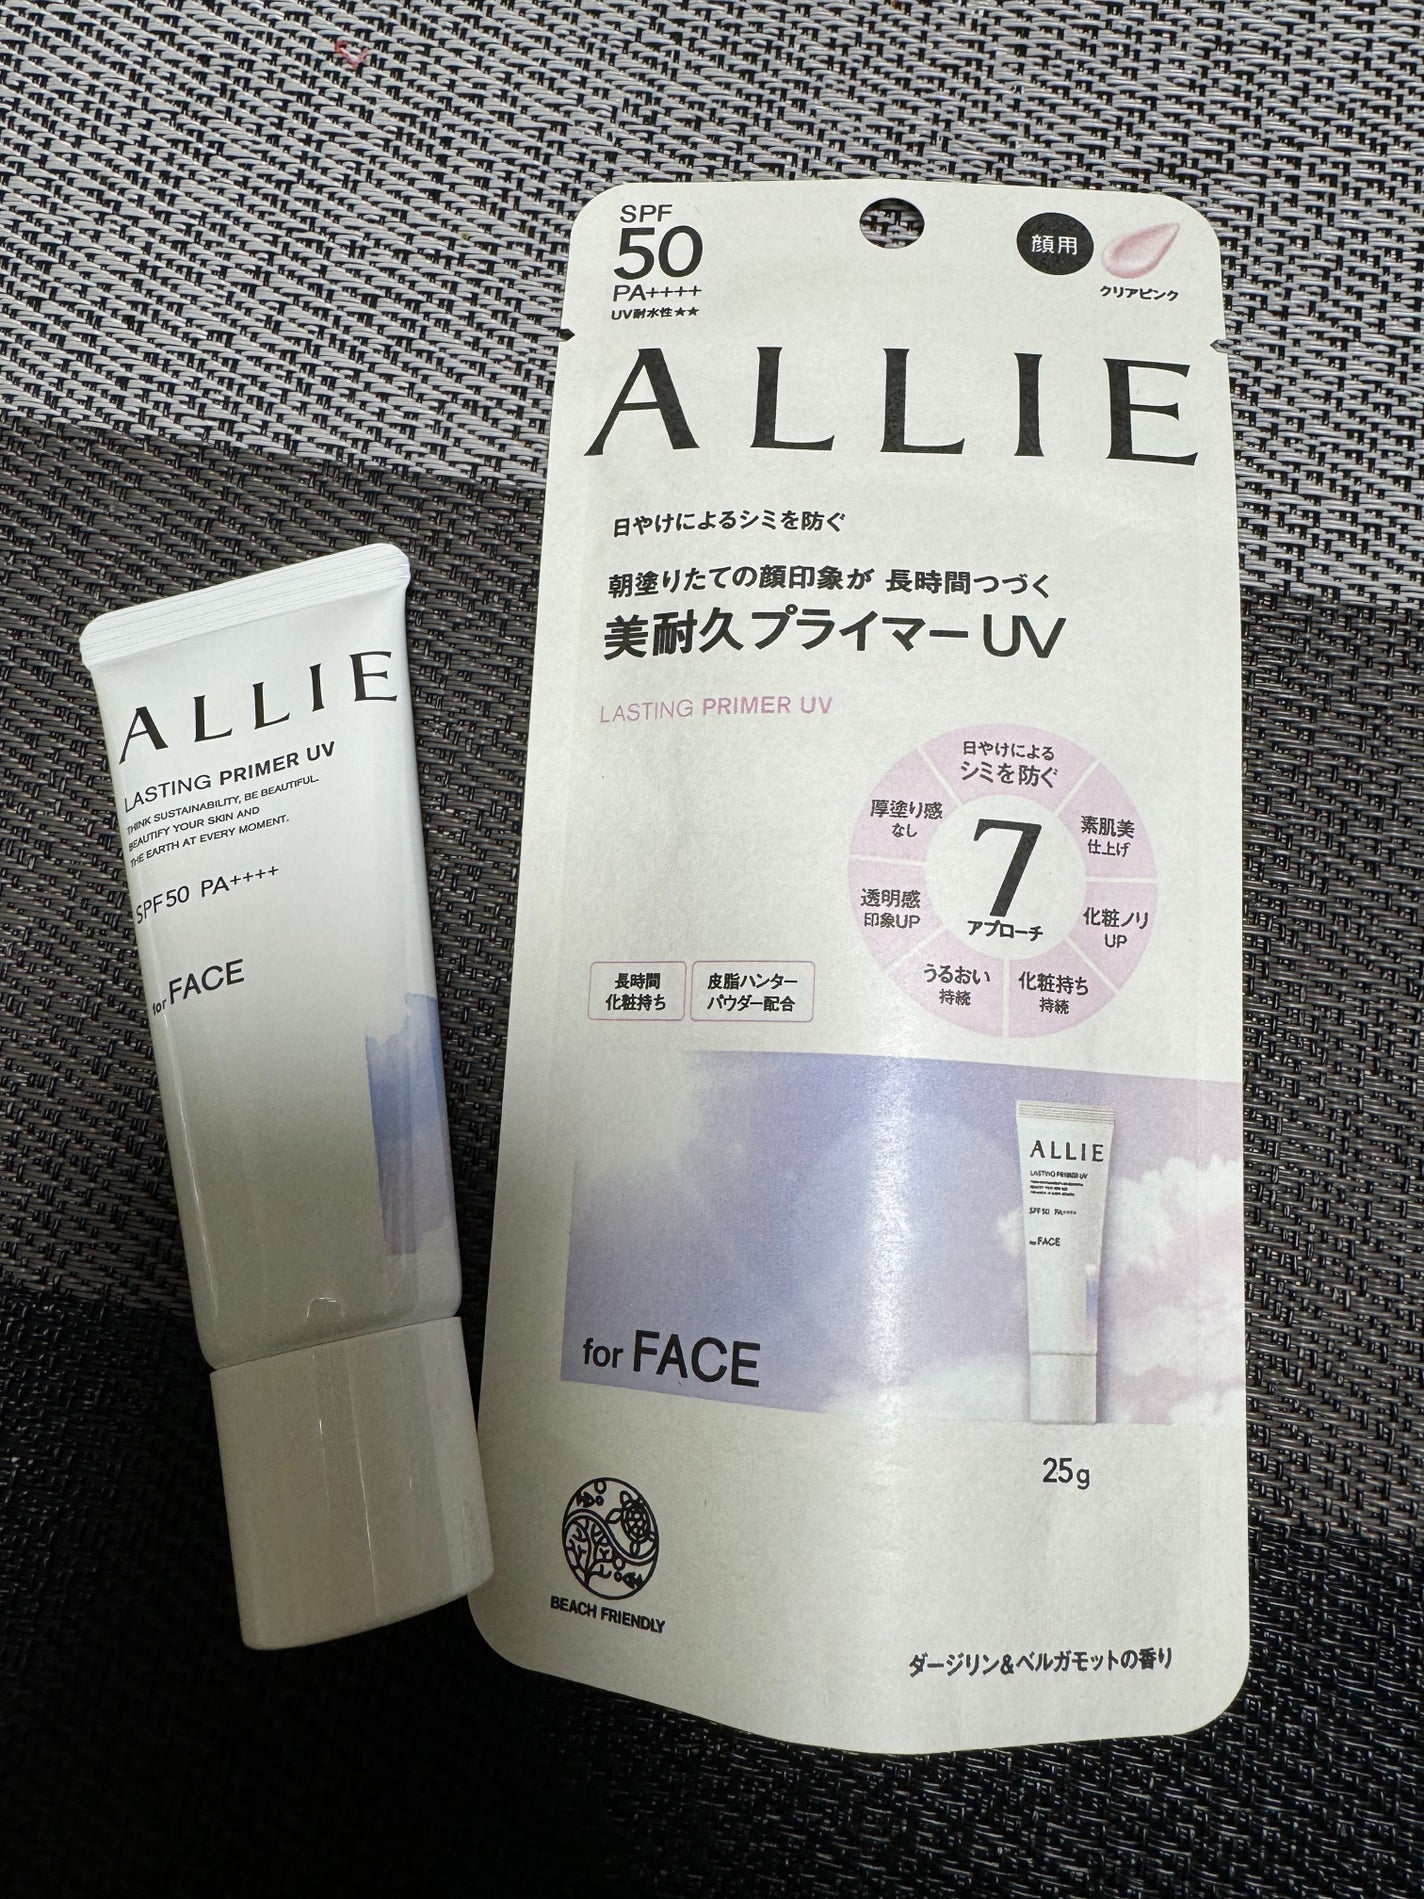 SPF
50
PA++++
UV耐水性★★
顔用
クリアピンク
ALLIE
日やけによるシミを防ぐ
朝塗りたての顔印象が 長時間つづく
美耐久プライマーUV
LASTING PRIMER UV
日やけによる
シミを防ぐ
素肌美
仕上げ
化粧ノリ
UP
化粧持ち
持続
うるおい
持続
透明感
印象UP
厚塗り感
なし
7
アプローチ
長時間
化粧持ち
皮脂ハンター
パウダー配合
ALLIE
LASTING PRIMER UV
SPF50 PA++++
for FACE
for FACE
25g
BEACH FRIENDLY
ダージリン&ベルガモットの香り
ALLIE
LASTING PRIMER UV
THINK SUSTAINABILITY, BE BEAUTIFUL.
BEAUTIFY YOUR SKIN AND
THE EARTH AT EVERY MOMENT.
SPF50 PA++++
for FACE